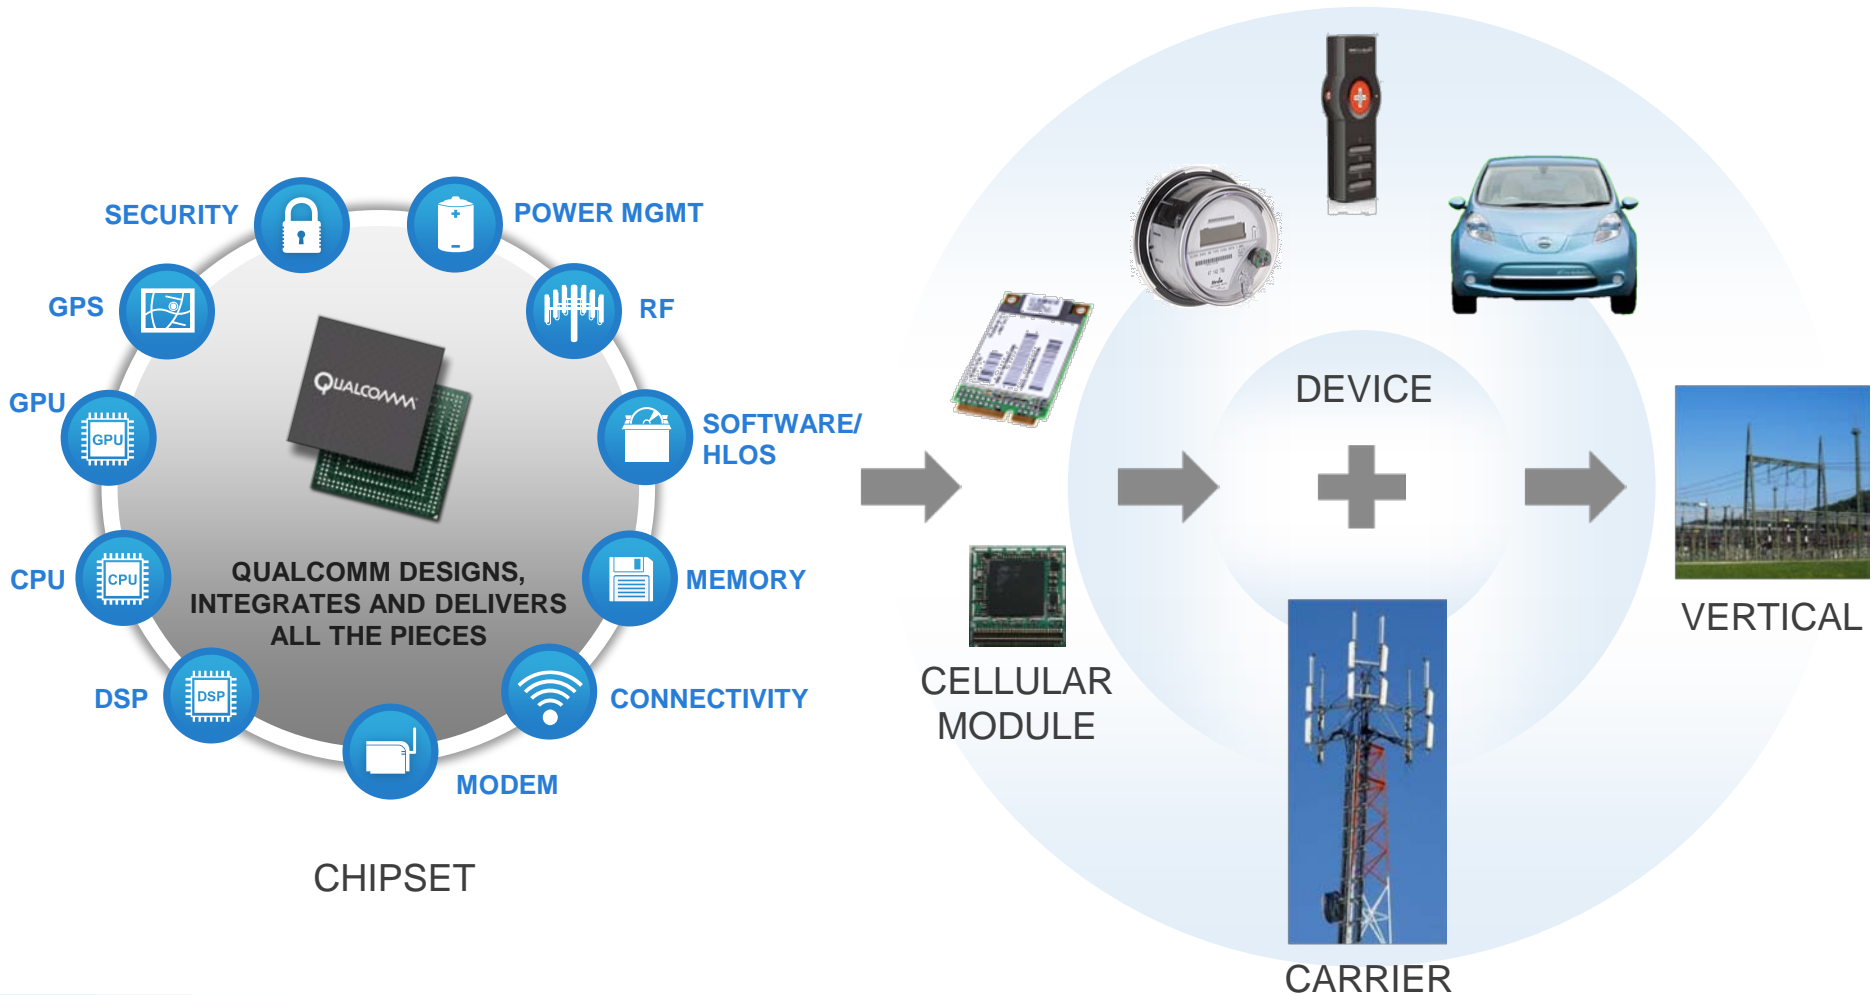 SECURITY
POWER MGMT
GPS
RF
QUALCOMM
GPU
GPU
SOFTWARE/
HLOS
CPU
CPU
QUALCOMM DESIGNS,
INTEGRATES AND DELIVERS
ALL THE PIECES
MEMORY
DSP
DSP
CONNECTIVITY
MODEM
CHIPSET
CELLULAR
MODULE
DEVICE
CARRIER
VERTICAL